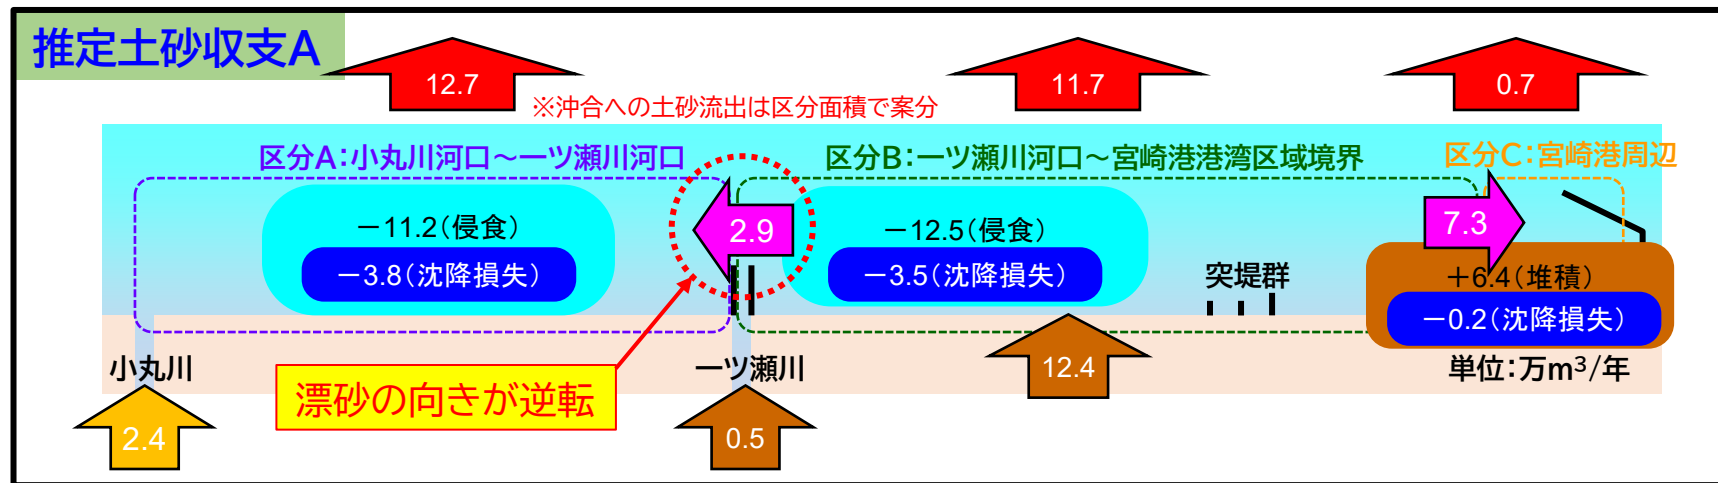 推定土砂収支A
12.7
11.7
0.7
※沖合への土砂流出は区分面積で案分
区分A:小丸川河口~一ツ瀬川河口
区分B:一ツ瀬川河口~宮崎港港湾区域境界
区分C:宮崎港周辺
-11.2(侵食)
-3.8(沈降損失)
2.9
-12.5(侵食)
-3.5(沈降損失)
7.3
突堤群
+6.4(堆積)
-0.2(沈降損失)
小丸川
一ツ瀬川
12.4
単位:万m³/年
漂砂の向きが逆転
2.4
0.5